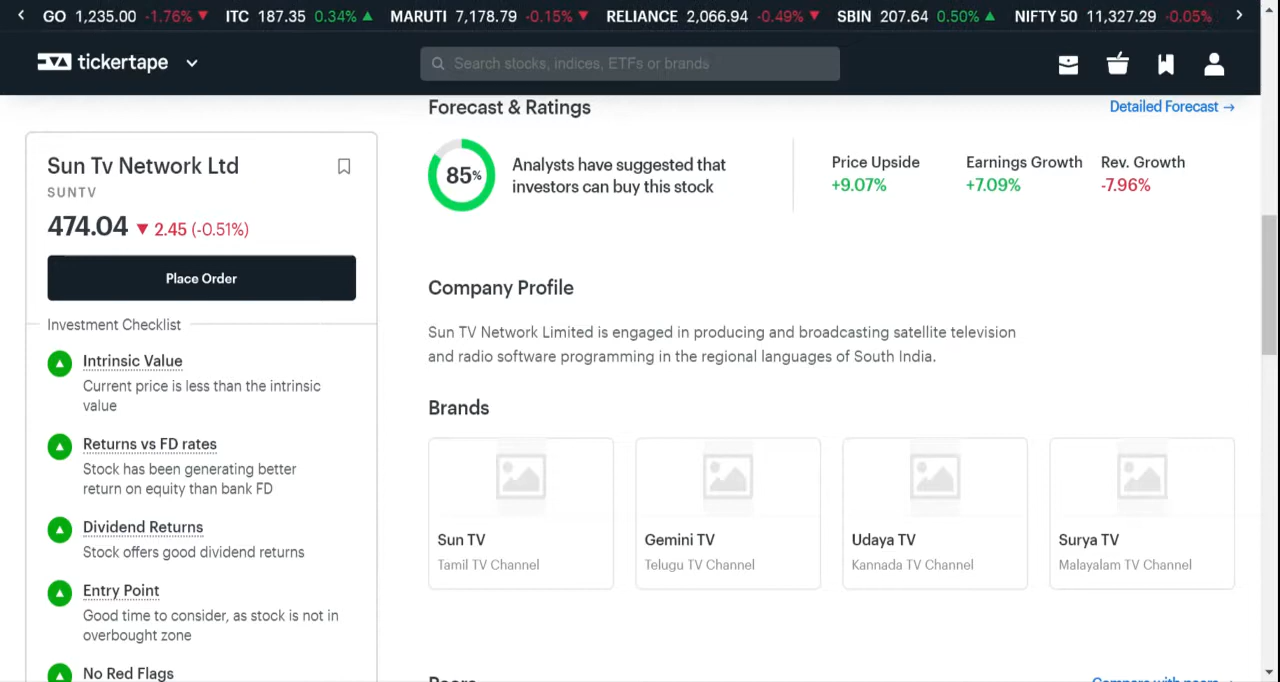 GO 1,235.00 -1.76% ▼ ITC 187.35 0.34% ▲ MARUTI 7,178.79 -0.15% ▼ RELIANCE 2,066.94 -0.49% ▼ SBIN 207.64 0.50% ▲ NIFTY 50 11,327.29 -0.05%
tickertape
Search stocks, indices, ETFs or brands
Sun Tv Network Ltd
SUNTV
474.04 ▼ 2.45 (-0.51%)
Place Order
Investment Checklist
Intrinsic Value
Current price is less than the intrinsic
value
Returns vs FD rates
Stock has been generating better
return on equity than bank FD
Dividend Returns
Stock offers good dividend returns
Entry Point
Good time to consider, as stock is not in
overbought zone
No Red Flags
Forecast & Ratings
Detailed Forecast →
85%
Analysts have suggested that
investors can buy this stock
Price Upside
+9.07%
Earnings Growth
+7.09%
Rev. Growth
-7.96%
Company Profile
Sun TV Network Limited is engaged in producing and broadcasting satellite television
and radio software programming in the regional languages of South India.
Brands
Sun TV
Tamil TV Channel
Gemini TV
Telugu TV Channel
Udaya TV
Kannada TV Channel
Surya TV
Malayalam TV Channel
Peers
Compare with peers →